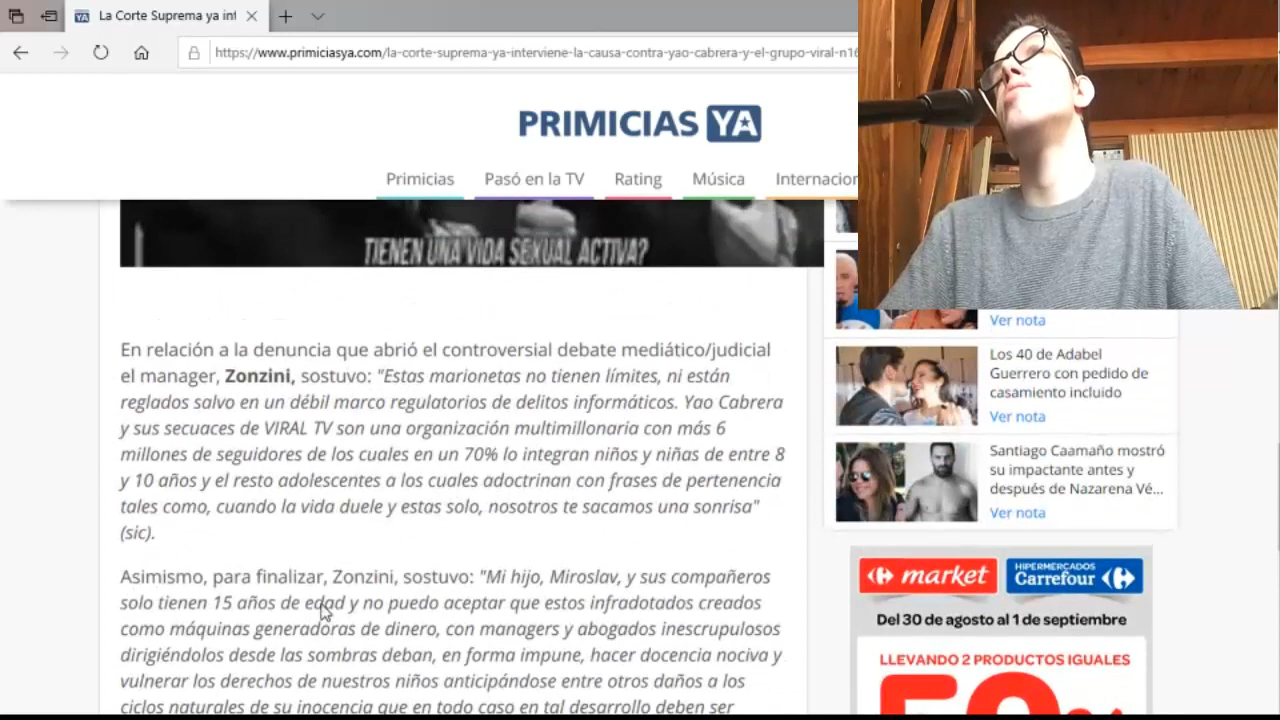 La Corte Suprema ya int
https://www.primiciasya.com/la-corte-suprema-ya-interviene-la-causa-contra-yao-cabrera-y-el-grupo-viral-n16
PRIMICIAS YA
Primicias Pasó en la TV Rating Música Internacion
TIENEN UNA VIDA SEXUAL ACTIVA?
En relación a la denuncia que abrió el controversial debate mediático/judicial
el manager, Zonzini, sostuvo: "Estas marionetas no tienen límites, ni están
reglados salvo en un débil marco regulatorios de delitos informáticos. Yao Cabrera
y sus secuaces de VIRAL TV son una organización multimillonaria con más 6
millones de seguidores de los cuales en un 70% lo integran niños y niñas de entre 8
y 10 años y el resto adolescentes a los cuales adoctrinan con frases de pertenencia
tales como, cuando la vida duele y estas solo, nosotros te sacamos una sonrisa"
(sic).
Asimismo, para finalizar, Zonzini, sostuvo: "Mi hijo, Miroslav, y sus compañeros
solo tienen 15 años de edad y no puedo aceptar que estos infradotados creados
como máquinas generadoras de dinero, con managers y abogados inescrupulosos
dirigiéndolos desde las sombras deban, en forma impune, hacer docencia nociva y
vulnerar los derechos de nuestros niños anticipándose entre otros daños a los
ciclos naturales de su inocencia que en todo caso en tal desarrollo deben ser
Ver nota
Los 40 de Adabel
Guerrero con pedido de
casamiento incluido
Ver nota
Santiago Caamaño mostró
su impactante antes y
después de Nazarena Vé...
Ver nota
market
HIPERMERCADOS
Carrefour
Del 30 de agosto al 1 de septiembre
LLEVANDO 2 PRODUCTOS IGUALES